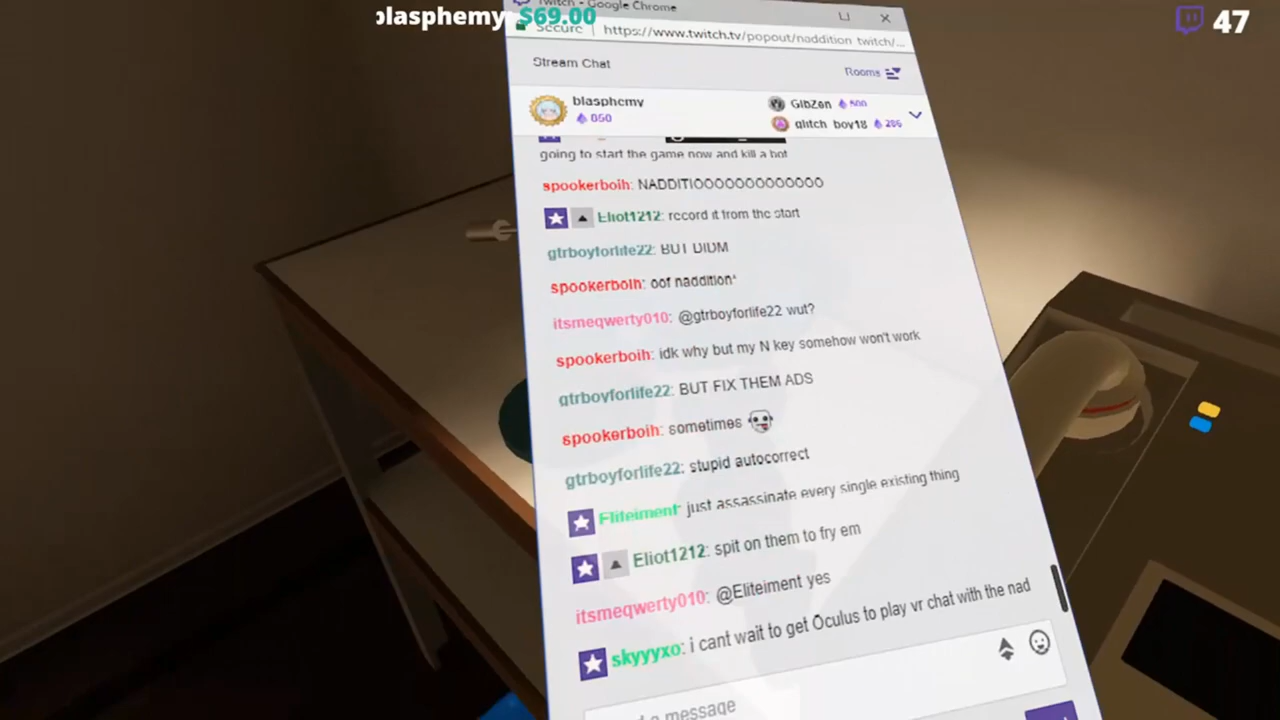 blasphemy $69.00
47
Twitch - Google Chrome
Secure | https://www.twitch.tv/popout/naddition_twitch/...
Stream Chat
Rooms
blasphemy
850
GibZen 500
glitch_boy18 286
going to start the game now and kill a bot
spookerboih: NADDITIOOOOOOOOOOOOO
Eliot1212: record it from the start
gtrboyforlife22: BUT DIDM
spookerboih: oof naddition*
itsmeqwerty010: @gtrboyforlife22 wut?
spookerboih: idk why but my N key somehow won't work
gtrboyforlife22: BUT FIX THEM ADS
spookerboih: sometimes
gtrboyforlife22: stupid autocorrect
Eliteiment: just assassinate every single existing thing
Eliot1212: spit on them to fry em
itsmeqwerty010: @Eliteiment yes
skyyyxo: i cant wait to get Oculus to play vr chat with the nad
a message